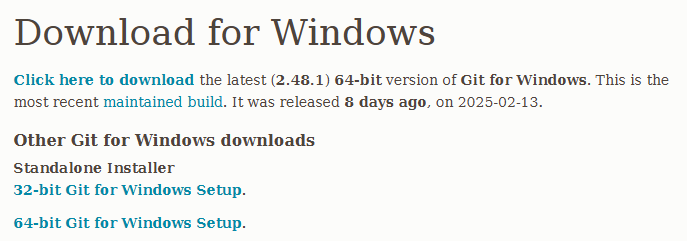 Download for Windows
Click here to download the latest (2.48.1) 64-bit version of Git for Windows. This is the
most recent maintained build. It was released 8 days ago, on 2025-02-13.
Other Git for Windows downloads
Standalone Installer
32-bit Git for Windows Setup.
64-bit Git for Windows Setup.